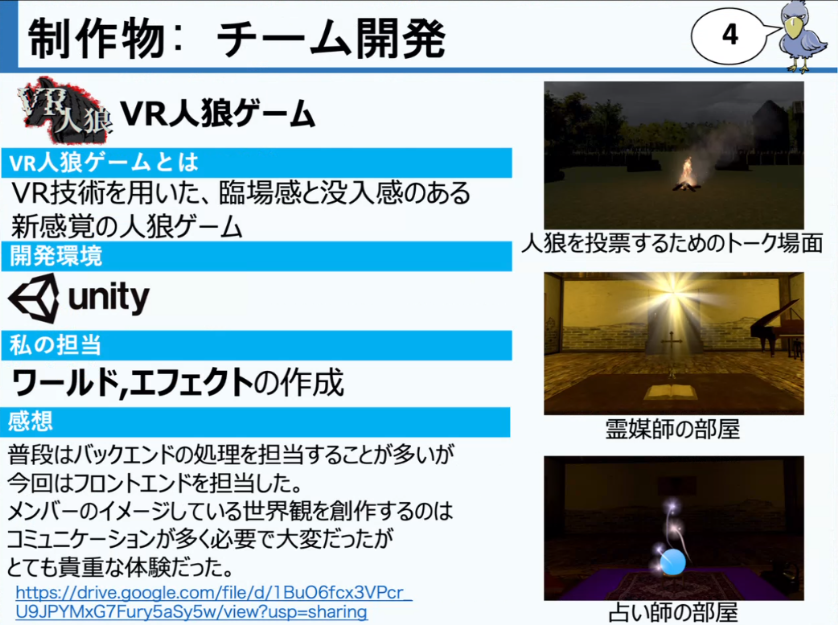 制作物： チーム開発
4
VR人狼
VR人狼ゲーム
VR人狼ゲームとは
VR技術を用いた、臨場感と没入感のある
新感覚の人狼ゲーム
開発環境
unity
私の担当
ワールド,エフェクトの作成
感想
普段はバックエンドの処理を担当することが多いが
今回はフロントエンドを担当した。
メンバーのイメージしている世界観を創作するのは
コミュニケーションが多く必要で大変だったが
とても貴重な体験だった。
https://drive.google.com/file/d/1BuO6fcx3VPcr_
U9JPYMxG7Fury5aSy5w/view?usp=sharing
人狼を投票するためのトーク場面
霊媒師の部屋
占い師の部屋